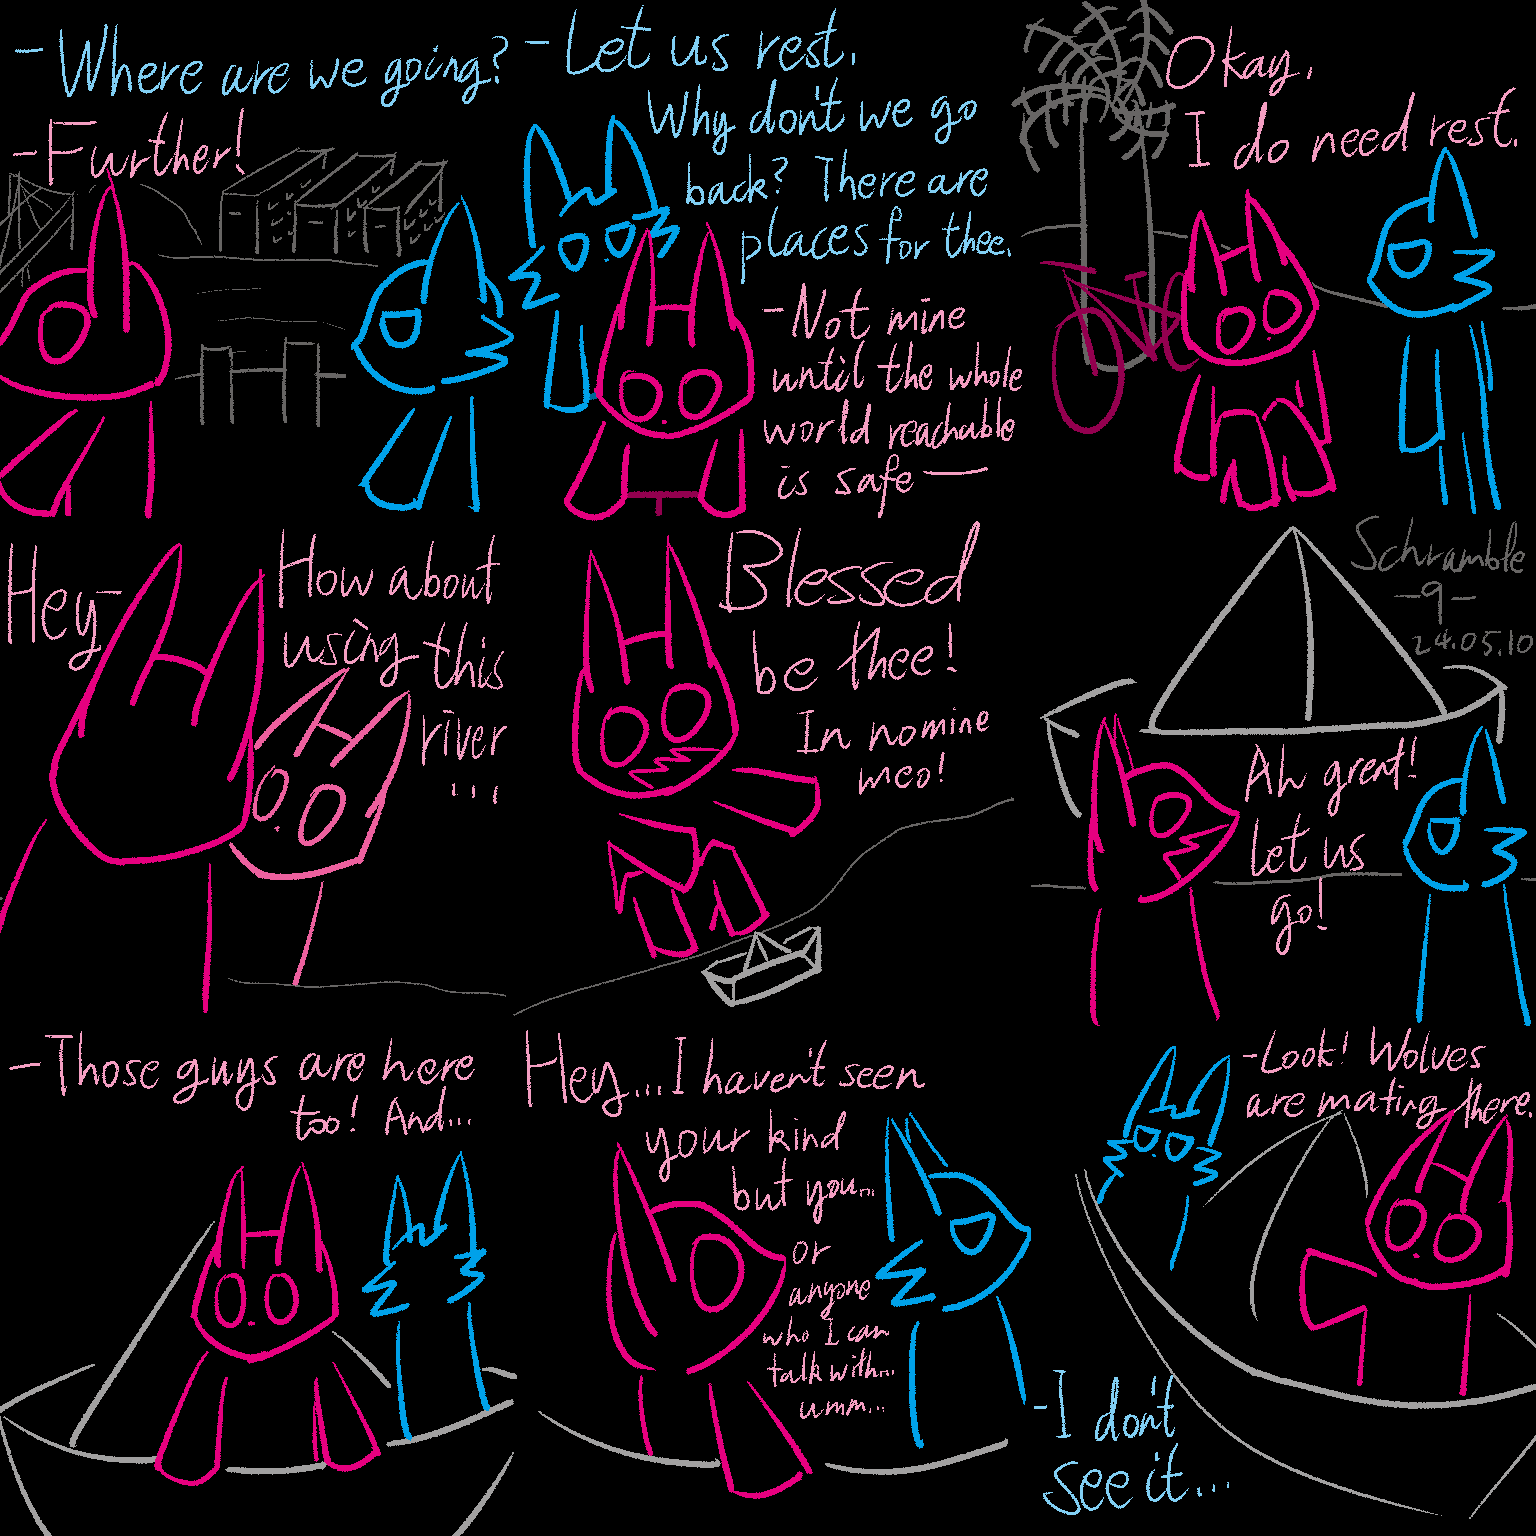 -Where are we going?
-Further!
-Let us rest.
Why don't we go
back? There are
places for thee.
-Not mine
until the whole
world reachable
is safe—
Okay.
I do need rest.
Hey-
How about
using this
river
...
Blessed
be thee!
In nomine
meo!
Schramble
-9-
24.05.10
Ah great!
Let us
go!
-Those guys are here
too! And...
Hey...I haven't seen
your kind
but you...
or
anyone
who I can
talk with...
umm...
-Look! Wolves
are mating there.
-I don't
see it...